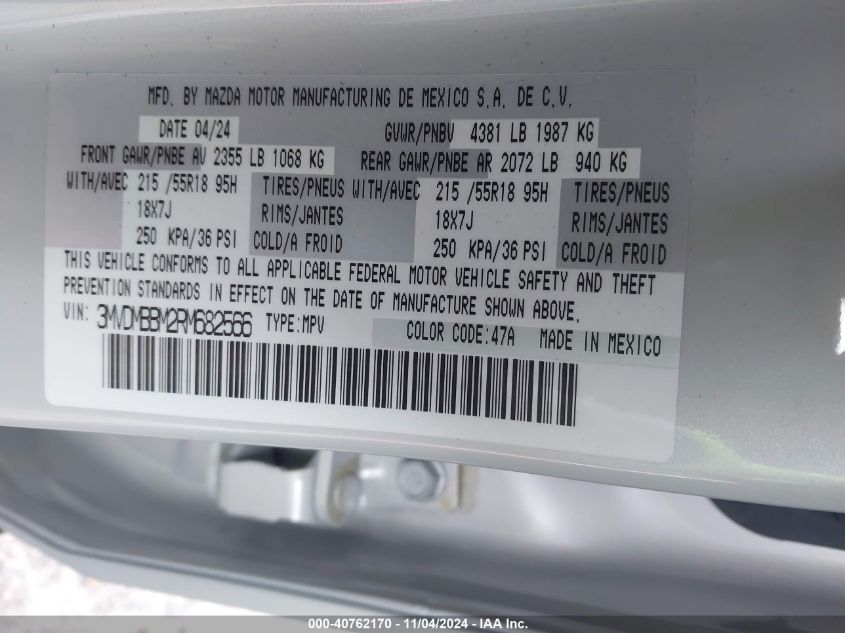 MFD. BY MAZDA MOTOR MANUFACTURING DE MEXICO S.A. DE C.V.
DATE 04/24 GVWR/PNBV 4381 LB 1987 KG
FRONT GAWR/PNBE AV 2355 LB 1068 KG REAR GAWR/PNBE AR 2072 LB 940 KG
WITH/AVEC 215 /55R18 95H TIRES/PNEUS WITH/AVEC 215 /55R18 95H TIRES/PNEUS
18X7J RIMS/JANTES 18X7J RIMS/JANTES
250 KPA/36 PSI COLD/A FROID 250 KPA/36 PSI COLD/A FROID
THIS VEHICLE CONFORMS TO ALL APPLICABLE FEDERAL MOTOR VEHICLE SAFETY AND THEFT
PREVENTION STANDARDS IN EFFECT ON THE DATE OF MANUFACTURE SHOWN ABOVE.
VIN: 3MVDMBBM2RM682566 TYPE:MPV COLOR CODE:47A MADE IN MEXICO
000-40762170 - 11/04/2024 - IAA Inc.